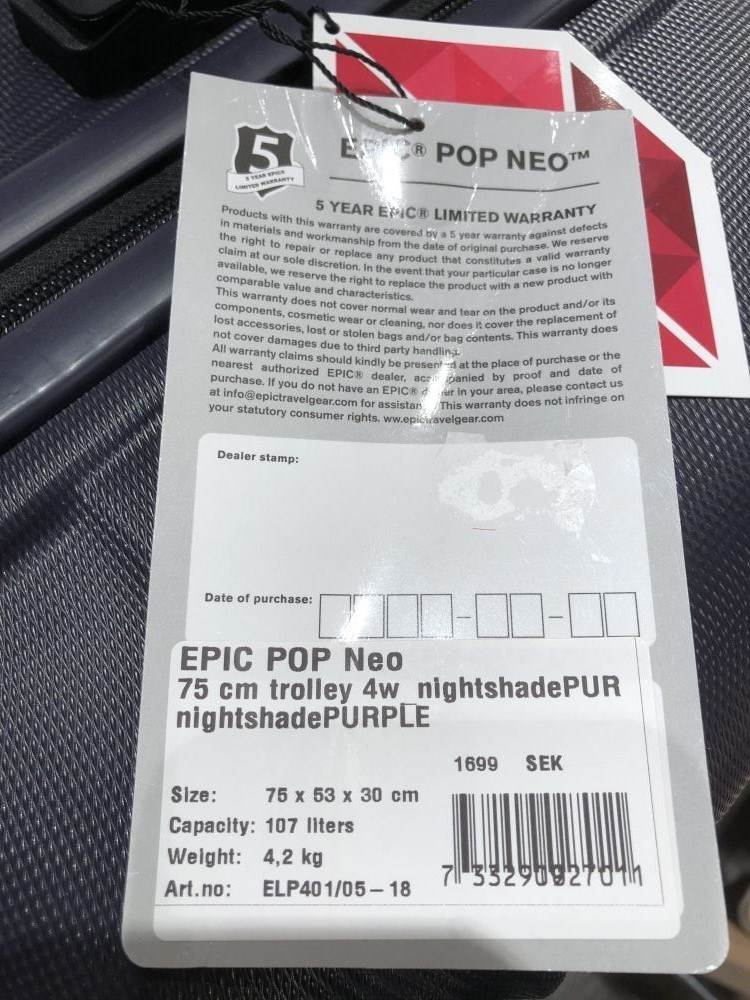 5
5 YEAR EPIC®
LIMITED WARRANTY
EPIC® POP NEO™
5 YEAR EPIC® LIMITED WARRANTY
Products with this warranty are covered by a 5 year warranty against defects
in materials and workmanship from the date of original purchase. We reserve
the right to repair or replace any product that constitutes a valid warranty
claim at our sole discretion. In the event that your particular case is no longer
available, we reserve the right to replace the product with a new product with
comparable value and characteristics.
This warranty does not cover normal wear and tear on the product and/or its
components, cosmetic wear or cleaning, nor does it cover the replacement of
lost accessories, lost or stolen bags and/or bag contents. This warranty does
not cover damages due to third party handling.
All warranty claims should kindly be presented at the place of purchase or the
nearest authorized EPIC® dealer, accompanied by proof and date of
purchase. If you do not have an EPIC® dealer in your area, please contact us
at info@epictravelgear.com for assistance. This warranty does not infringe on
your statutory consumer rights. ww.epictravelgear.com
Dealer stamp:
Date of purchase:
EPIC POP Neo
75 cm trolley 4w_nightshadePUR
nightshadePURPLE
1699 SEK
Size: 75 x 53 x 30 cm
Capacity: 107 liters
Weight: 4,2 kg
Art.no: ELP401/05-18
7 332908 27011